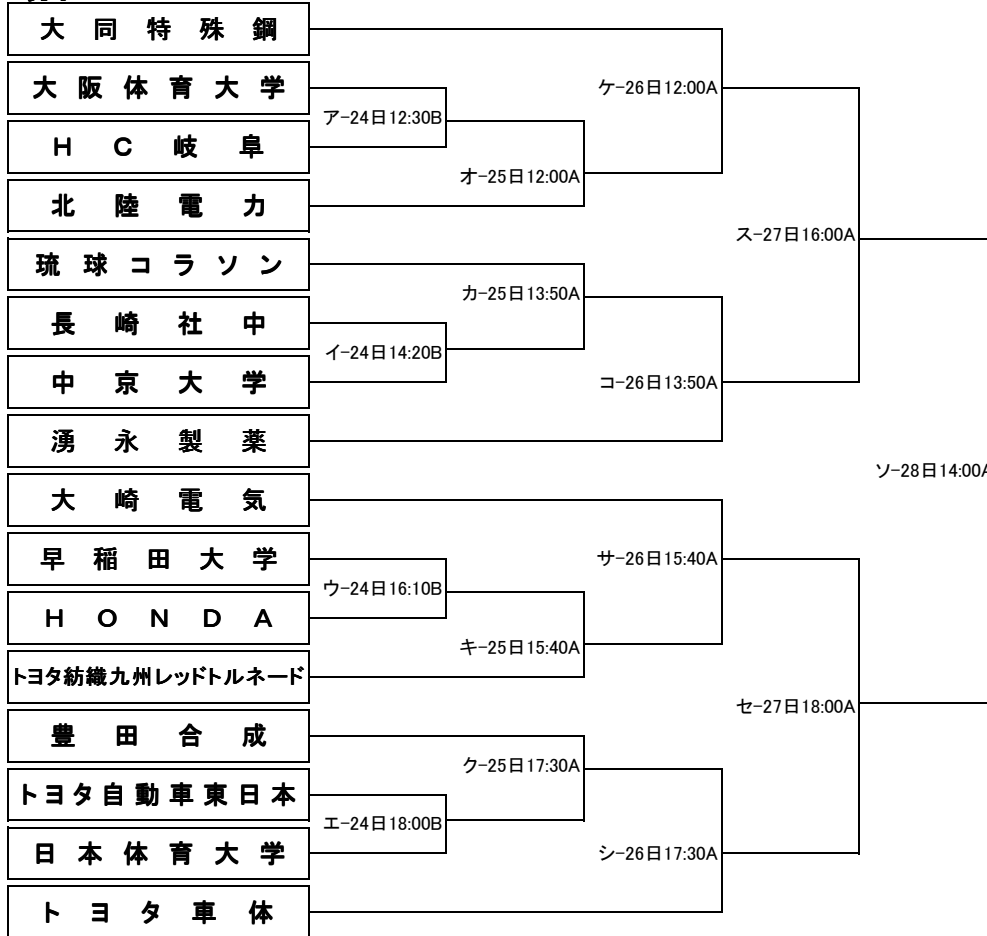 大同特殊鋼
ケ-26日12:00A
大阪体育大学
ア-24日12:30B
HC岐阜
オ-25日12:00A
北陸電力
ス-27日16:00A
琉球コラソン
カ-25日13:50A
長崎社中
イ-24日14:20B
中京大学
コ-26日13:50A
湧永製薬
ソ-28日14:00A
大崎電気
早稲田大学
サ-26日15:40A
ウ-24日16:10B
HONDA
キ-25日15:40A
トヨタ紡織九州レッドトルネード
セ-27日18:00A
豊田合成
ク-25日17:30A
トヨタ自動車東日本
エ-24日18:00B
日本体育大学
シ-26日17:30A
トヨタ車体